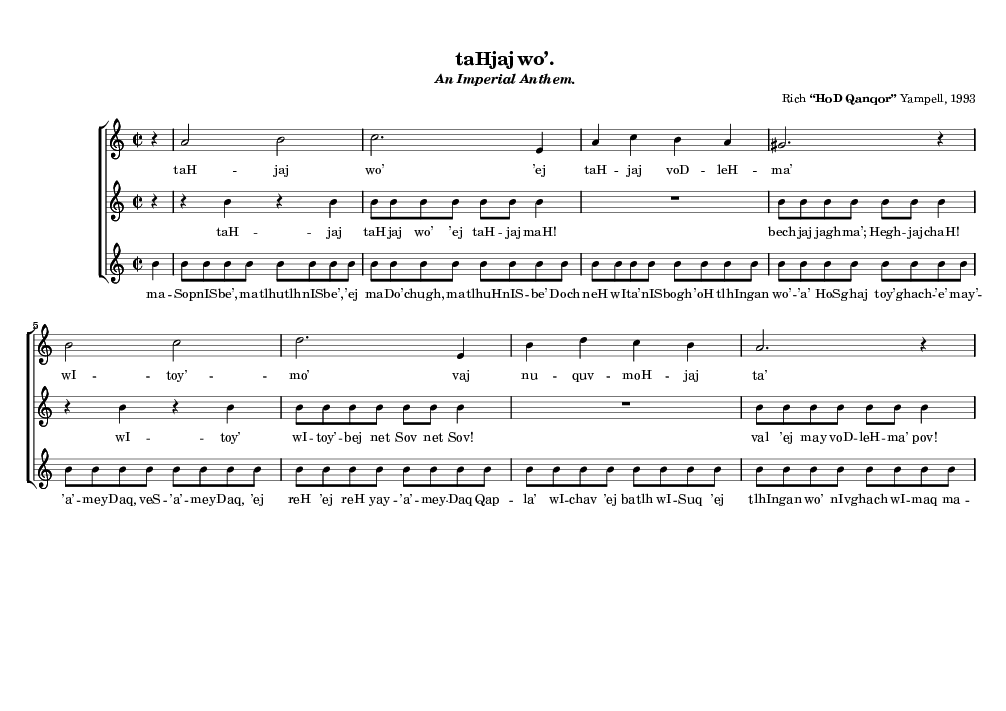 taHjaj wo’.
An Imperial Anthem.
Rich “HoD Qanqor” Yampell, 1993
taH -- jaj wo’ ’ej taH -- jaj voD -- leH -- ma’
taH -- jaj taH jaj wo’ ’ej taH -- jaj maH! bech jaj jagh ma’; Hegh -- jaj chaH!
ma -- Sop nIS be’, ma tlhutlh nIS be’, ’ej ma Do’ chugh, ma tlhuH nIS -- be’ Doch neH wI ta’ nIS bogh ’oH tlhIngan wo’ -- ’a’ HoS ghaj toy’ ghach -- ’e’ may’ --
5
wI -- toy’ -- mo’ vaj nu -- quv -- moH -- jaj ta’
wI -- toy’ wI -- toy’ -- bej net Sov net Sov! val ’ej may voD -- leH -- ma’ pov!
’a’ -- mey Daq, veS -- ’a’ -- mey Daq, ’ej reH ’ej reH yay -- ’a’ -- mey -- Daq Qap -- la’ wI -- chav ’ej batlh wI -- Suq ’ej tlhIngan wo’ nIv ghach wI -- maq ma --